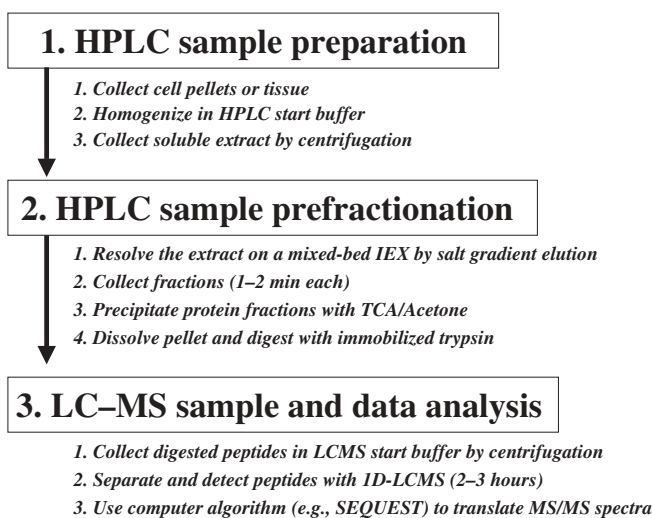 1. HPLC sample preparation
1. Collect cell pellets or tissue
2. Homogenize in HPLC start buffer
3. Collect soluble extract by centrifugation
2. HPLC sample prefractionation
1. Resolve the extract on a mixed-bed IEX by salt gradient elution
2. Collect fractions (1–2 min each)
3. Precipitate protein fractions with TCA/Acetone
4. Dissolve pellet and digest with immobilized trypsin
3. LC–MS sample and data analysis
1. Collect digested peptides in LCMS start buffer by centrifugation
2. Separate and detect peptides with 1D-LCMS (2–3 hours)
3. Use computer algorithm (e.g., SEQUEST) to translate MS/MS spectra